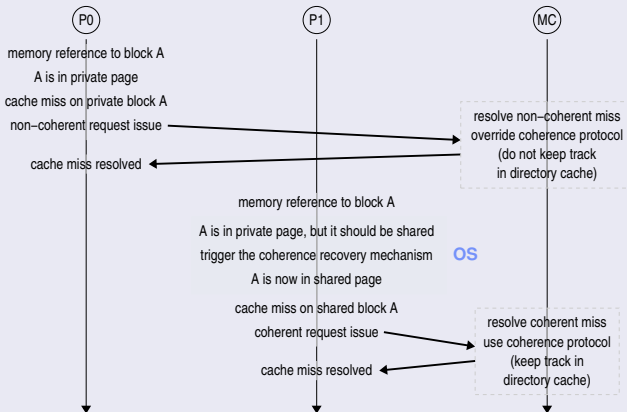 P0
P1
MC
memory reference to block A
A is in private page
cache miss on private block A
non−coherent request issue
resolve non−coherent miss
override coherence protocol
(do not keep track
in directory cache)
cache miss resolved
memory reference to block A
A is in private page, but it should be shared
trigger the coherence recovery mechanism
OS
A is now in shared page
cache miss on shared block A
coherent request issue
resolve coherent miss
use coherence protocol
(keep track in
directory cache)
cache miss resolved